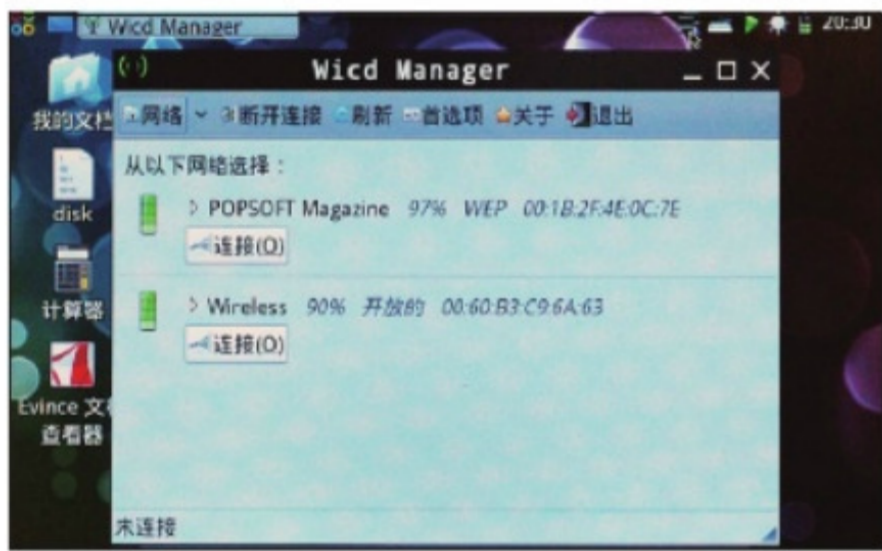 Wicd Manager
20:30
Wicd Manager
我的文档
网络 断开连接 刷新 首选项 关于 退出
从以下网络选择：
disk
POPSOFT Magazine 97% WEP 00:1B:2F:4E:0C:7E
连接(O)
计算器
Wireless 90% 开放的 00:60:B3:C9:6A:63
连接(O)
Evince 文档
查看器
未连接